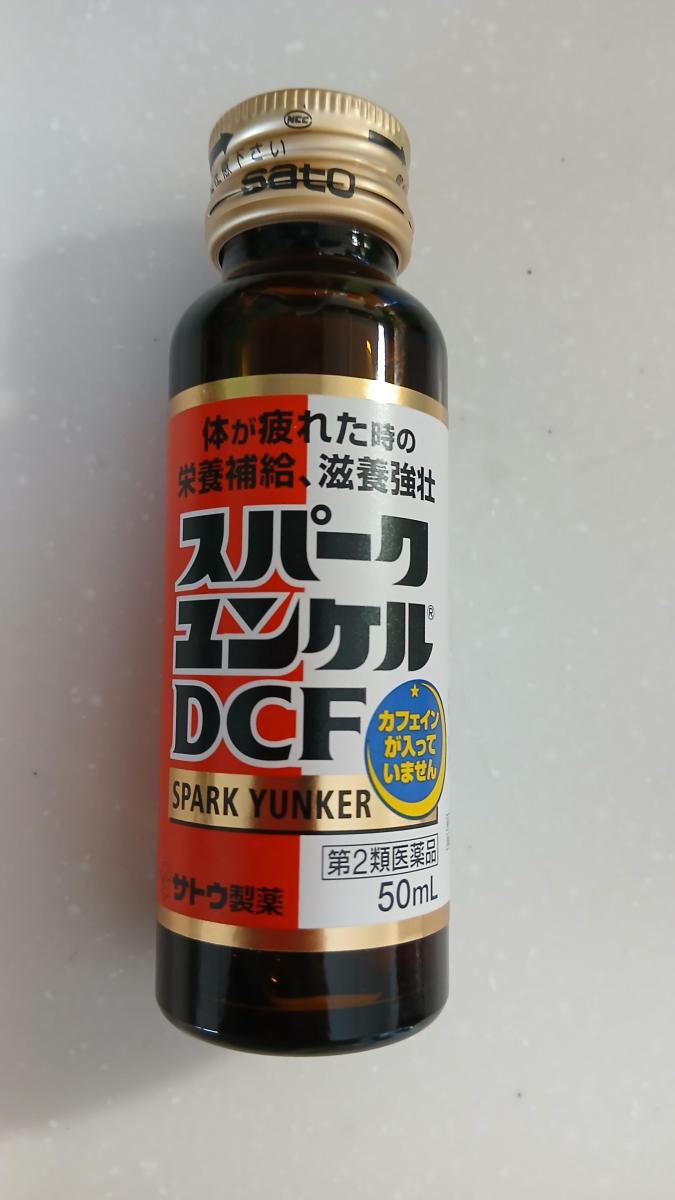 NCC
sato
体が疲れた時の
栄養補給、滋養強壮
スパーク
ユンケル®
DCF
カフェイン
が入って
いません
SPARK YUNKER
第2類医薬品
50mL
サトウ製薬